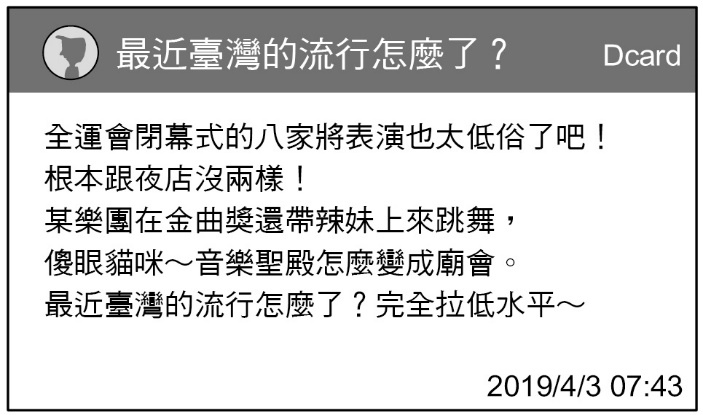 最近臺灣的流行怎麼了？ Dcard
全運會閉幕式的八家將表演也太低俗了吧！
根本跟夜店沒兩樣！
某樂團在金曲獎還帶辣妹上來跳舞，
傻眼貓咪～音樂聖殿怎麼變成廟會。
最近臺灣的流行怎麼了？完全拉低水平～
2019/4/3 07:43